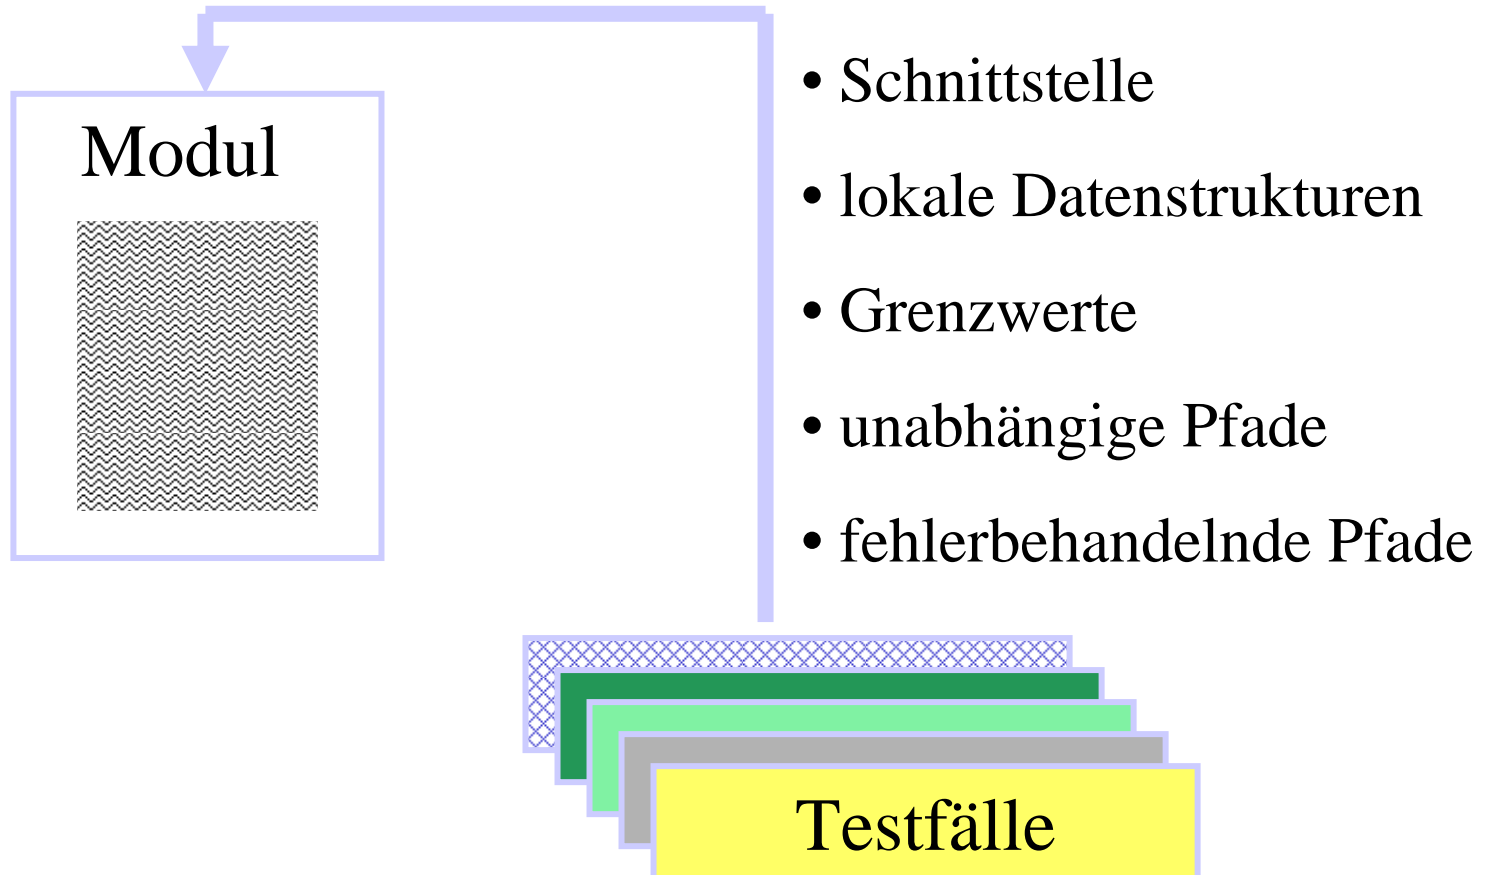 Modul
• Schnittstelle
• lokale Datenstrukturen
• Grenzwerte
• unabhängige Pfade
• fehlerbehandelnde Pfade
Testfälle